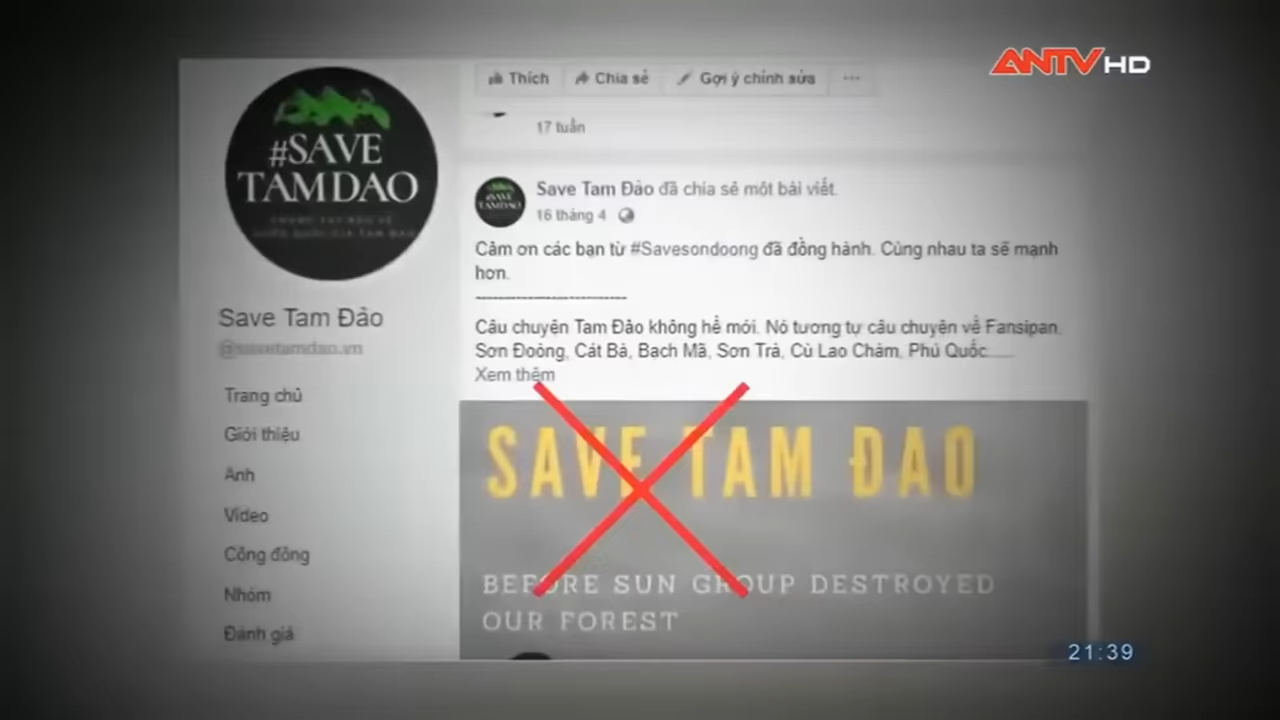 ANTV HD
Thích Chia sẻ Gợi ý chỉnh sửa ...
17 tuần
#SAVE
TAMDAO
#SAVE
TAMDAO
Save Tam Đảo đã chia sẻ một bài viết.
16 tháng 4
Cảm ơn các bạn từ #Savesondoong đã đồng hành. Cùng nhau ta sẽ mạnh
hơn.
Câu chuyện Tam Đảo không hề mới. Nó tương tự câu chuyện về Fansipan,
Sơn Đoòng, Cát Bà, Bạch Mã, Sơn Trà, Cù Lao Chàm, Phú Quốc......
Xem thêm
Save Tam Đảo
@savetamdao.vn
Trang chủ
Giới thiệu
Ảnh
Video
Cộng đồng
Nhóm
Đánh giá
SAVE TAM ĐAO
BEFORE SUN GROUP DESTROYED
OUR FOREST
21:39